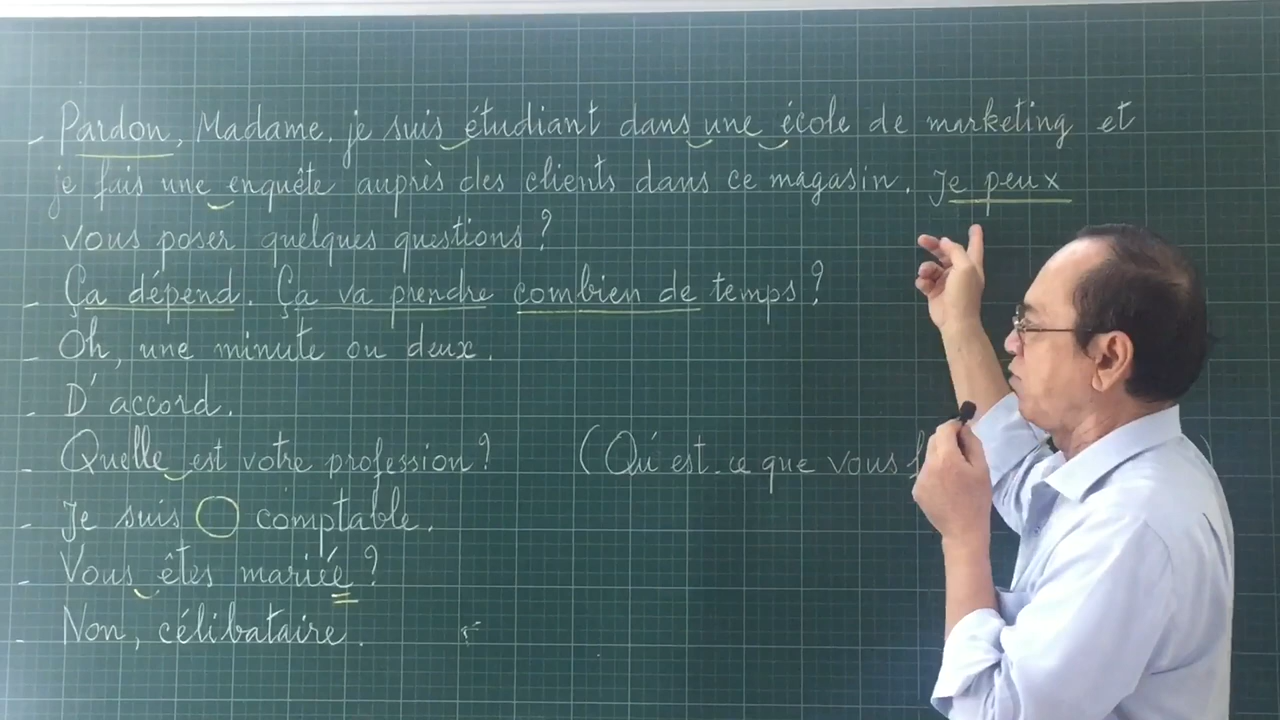 - Pardon, Madame, je suis étudiant dans une école de marketing et
je fais une enquête auprès des clients dans ce magasin. Je peux
vous poser quelques questions ?
- Ça dépend. Ça va prendre combien de temps ?
- Oh, une minute ou deux.
- D'accord.
- Quelle est votre profession ? (Qu'est-ce que vous
- Je suis comptable.
- Vous êtes mariée ?
- Non, célibataire.